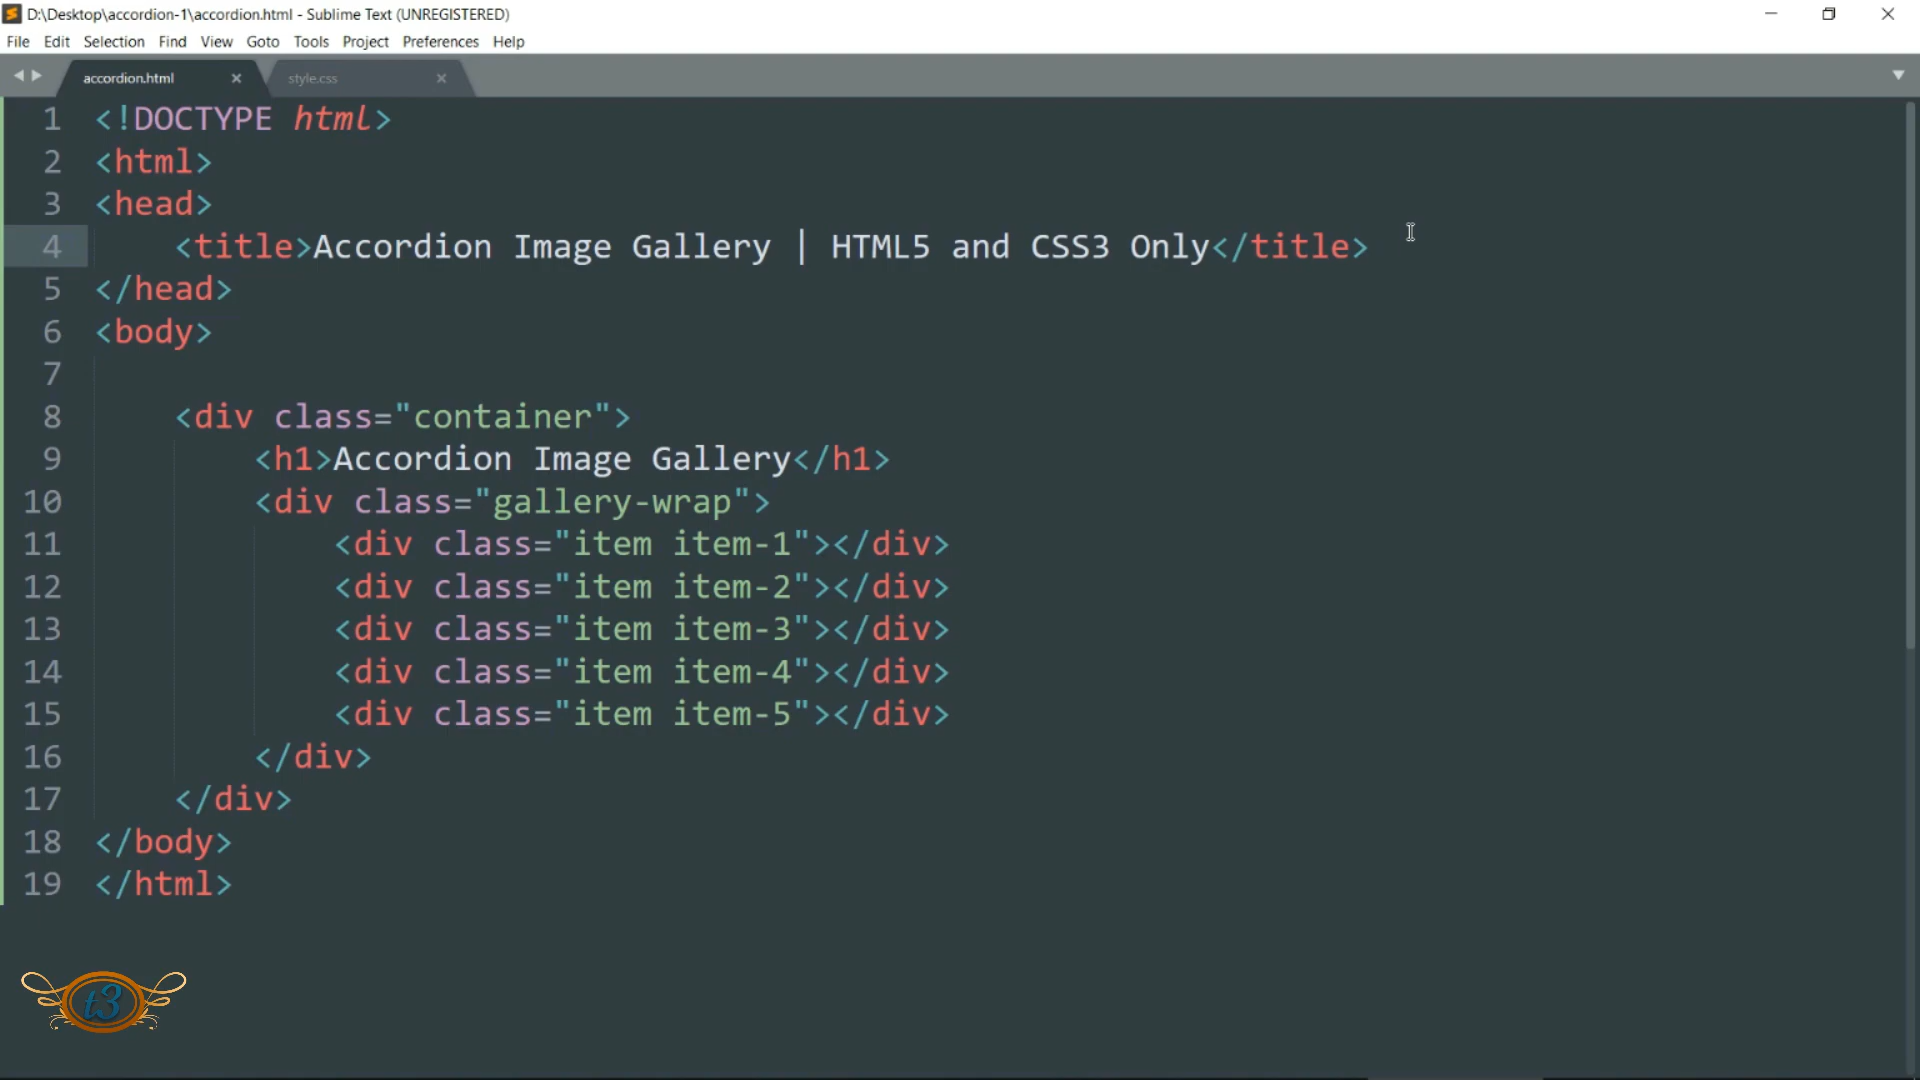 D:\Desktop\accordion-1\accordion.html - Sublime Text (UNREGISTERED)
File Edit Selection Find View Goto Tools Project Preferences Help
accordion.html style.css
1 <!DOCTYPE html>
2 <html>
3 <head>
4 <title>Accordion Image Gallery | HTML5 and CSS3 Only</title>
5 </head>
6 <body>
7
8 <div class="container">
9 <h1>Accordion Image Gallery</h1>
10 <div class="gallery-wrap">
11 <div class="item item-1"></div>
12 <div class="item item-2"></div>
13 <div class="item item-3"></div>
14 <div class="item item-4"></div>
15 <div class="item item-5"></div>
16 </div>
17 </div>
18 </body>
19 </html>
t3